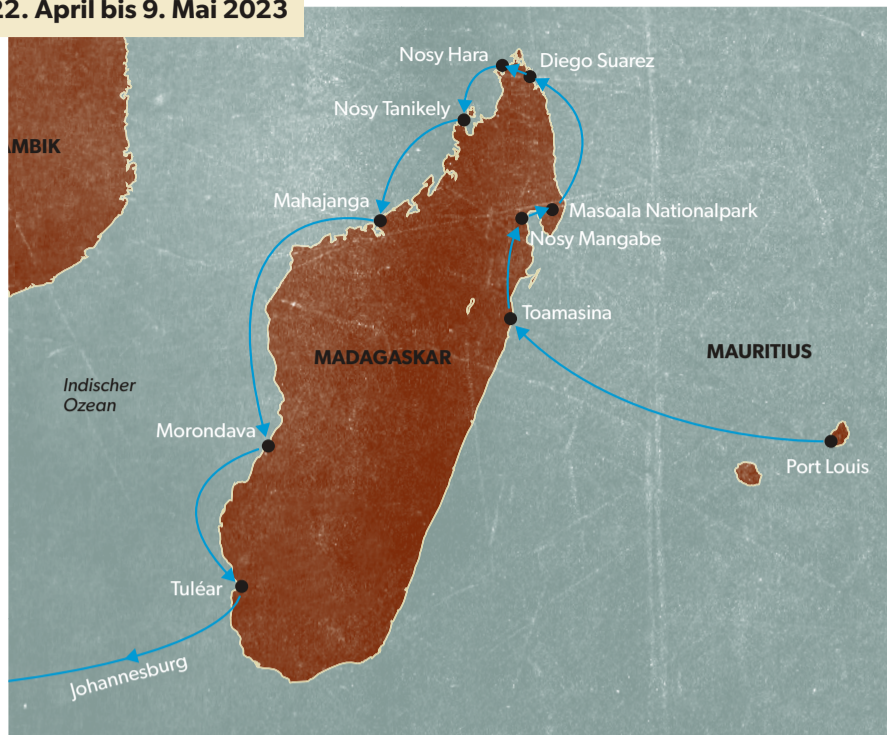 22. April bis 9. Mai 2023
Nosy Hara
Diego Suarez
Nosy Tanikely
AMBIK
Mahajanga
Masoala Nationalpark
Nosy Mangabe
Toamasina
MADAGASKAR
MAURITIUS
Indischer
Ozean
Morondava
Port Louis
Tuléar
Johannesburg